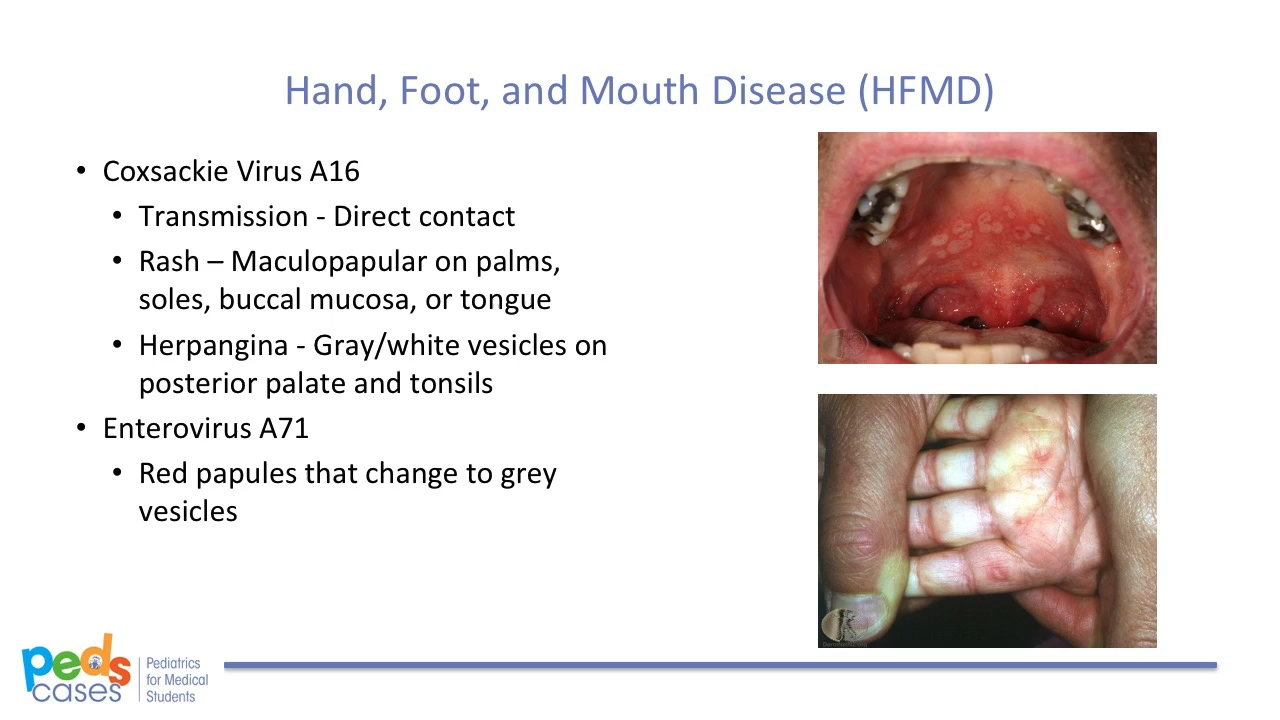 Hand, Foot, and Mouth Disease (HFMD)
• Coxsackie Virus A16
• Transmission - Direct contact
• Rash – Maculopapular on palms,
soles, buccal mucosa, or tongue
• Herpangina - Gray/white vesicles on
posterior palate and tonsils
• Enterovirus A71
• Red papules that change to grey
vesicles
peds
cases
Pediatrics
for Medical
Students